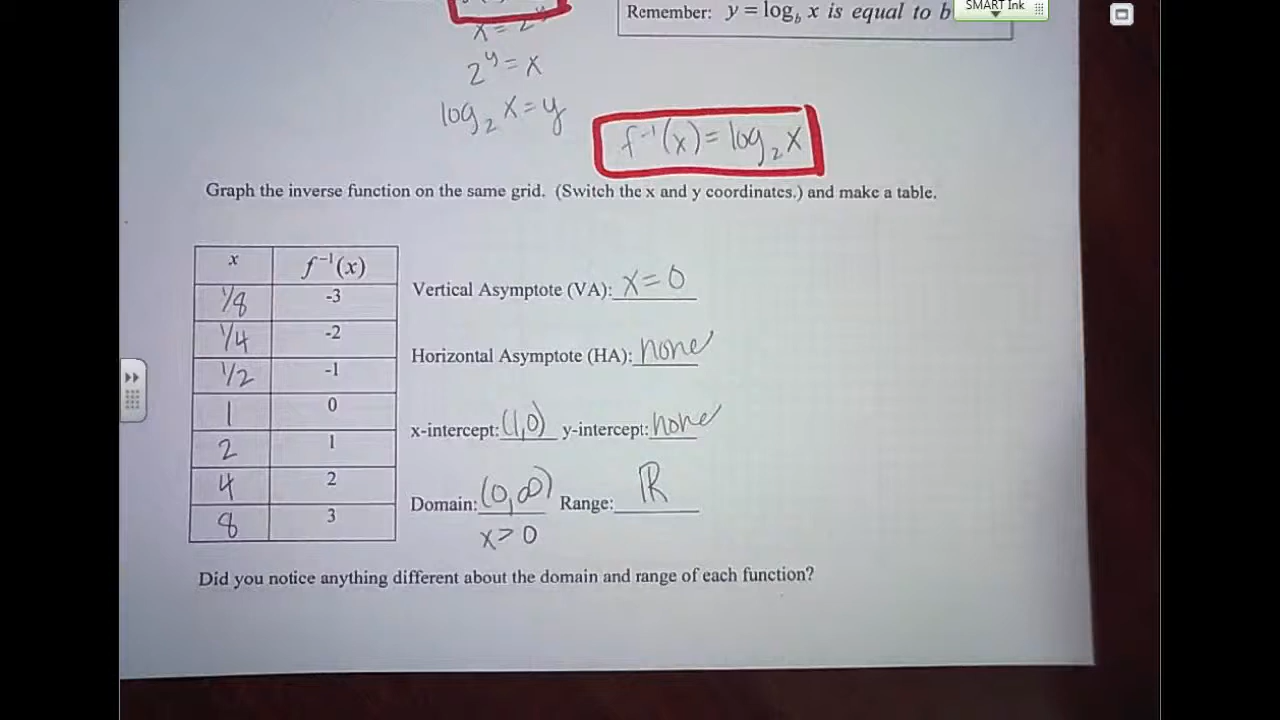 SMART Ink
Remember: y = log_b x is equal to b
x = 2^y
2^y = x
log_2 x = y
f^-1(x) = log_2 x
Graph the inverse function on the same grid. (Switch the x and y coordinates.) and make a table.
x f^-1(x)
1/8 -3
1/4 -2
1/2 -1
1 0
2 1
4 2
8 3
Vertical Asymptote (VA): x = 0
Horizontal Asymptote (HA): none
x-intercept: (1,0) y-intercept: none
Domain: (0,∞) Range: ℝ
x > 0
Did you notice anything different about the domain and range of each function?